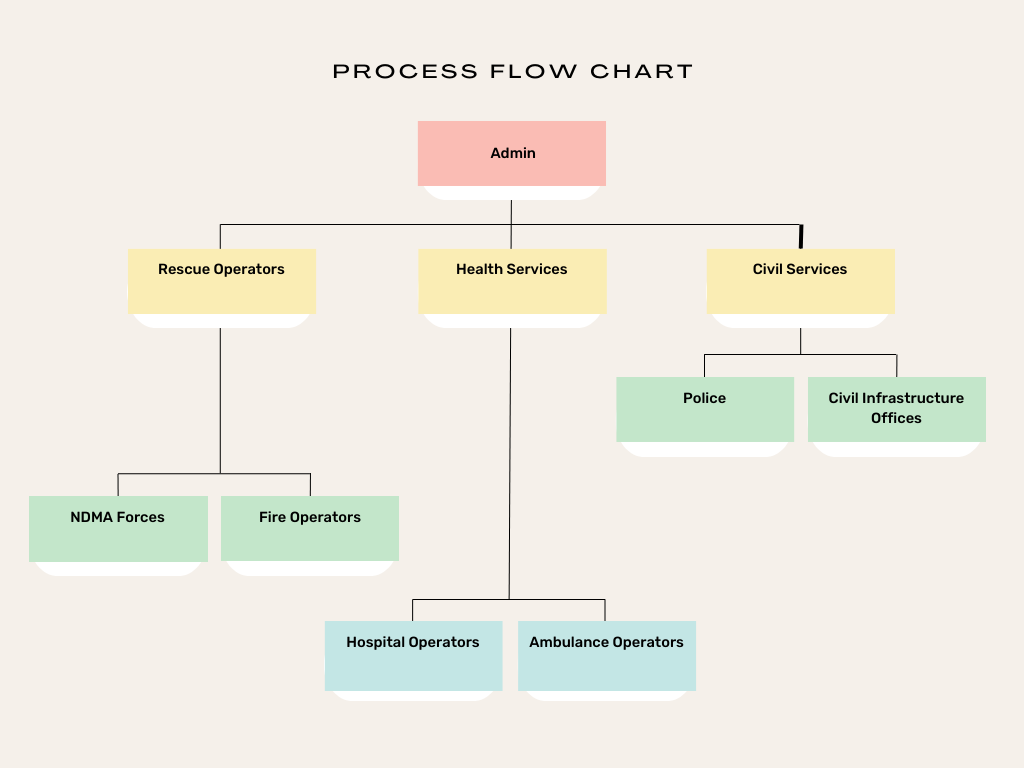 PROCESS FLOW CHART
Admin
Rescue Operators
Health Services
Civil Services
Police
Civil Infrastructure
Offices
NDMA Forces
Fire Operators
Hospital Operators
Ambulance Operators